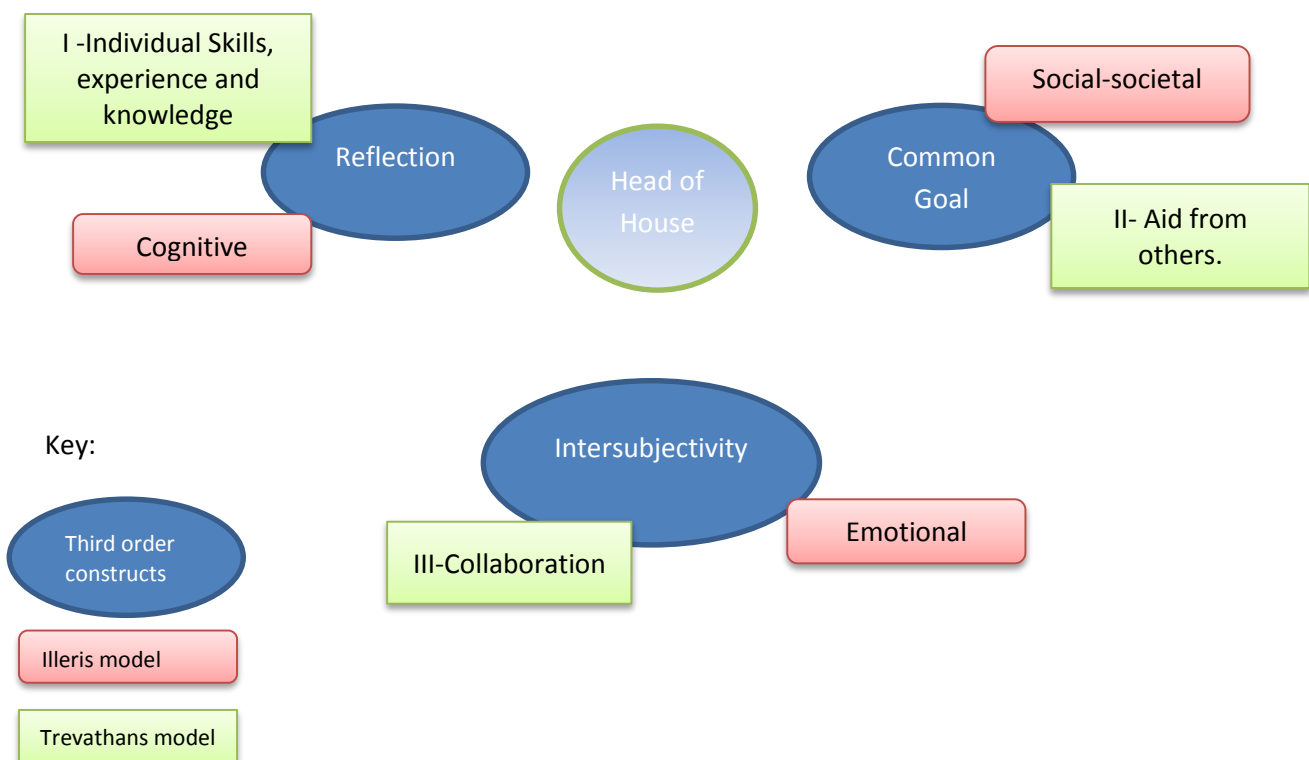 I -Individual Skills,
experience and
knowledge
Reflection
Cognitive
Head of
House
Social-societal
Common
Goal
II- Aid from
others.
Intersubjectivity
III-Collaboration
Emotional
Key:
Third order
constructs
Illeris model
Trevathans model